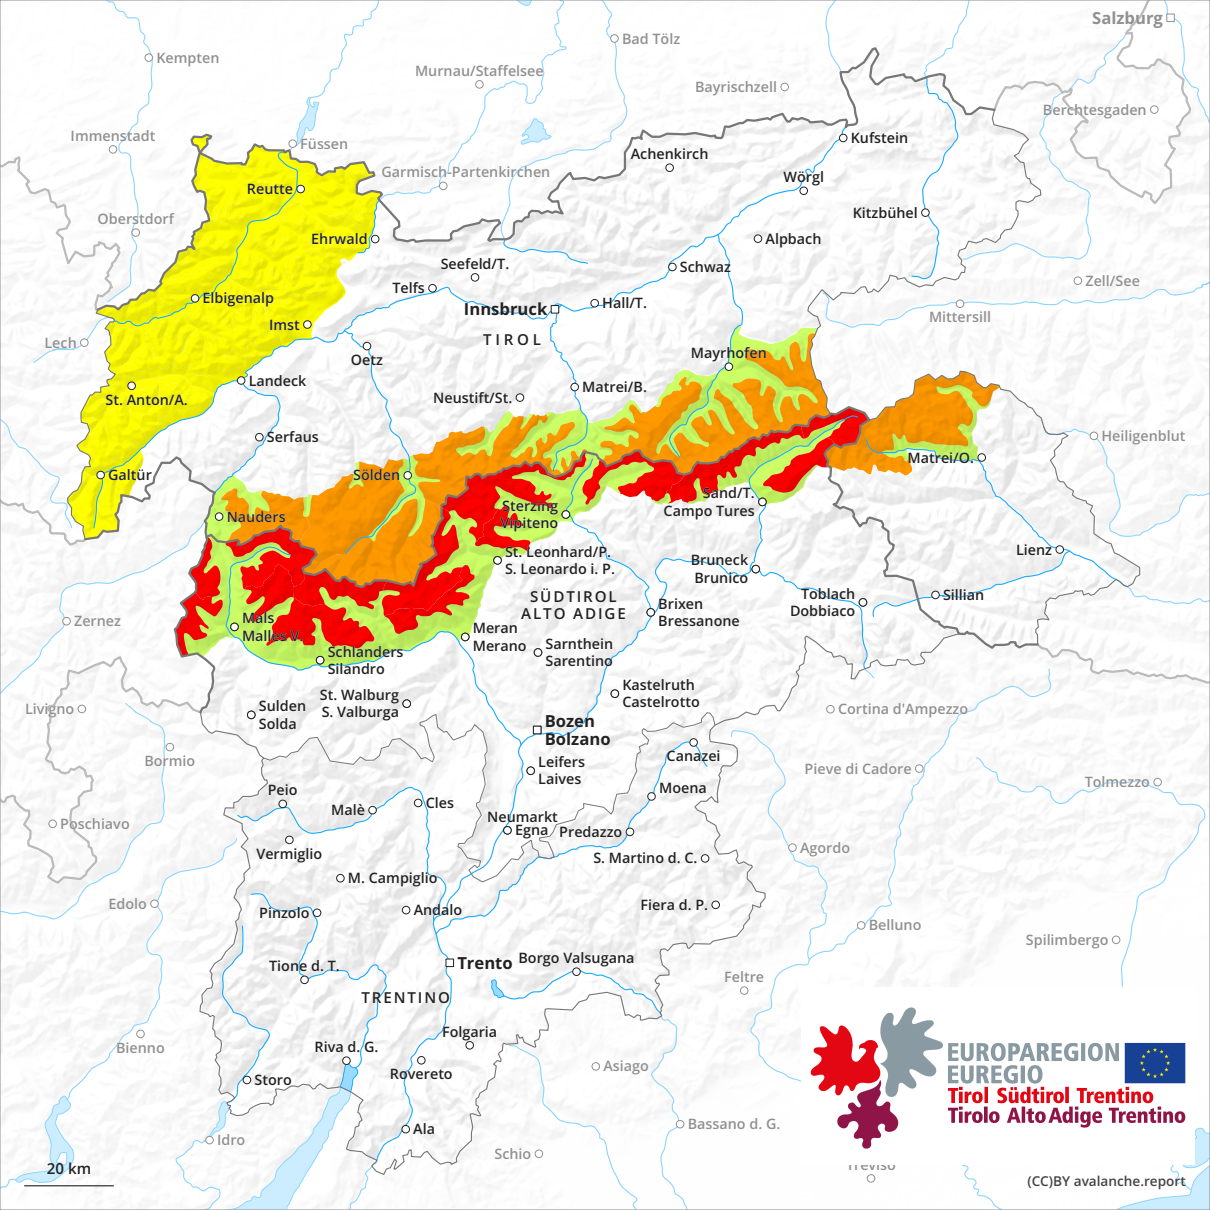 Salzburg
Bad Tölz
Kempten
Murnau/Staffelsee
Bayrischzell
Berchtesgaden
Immenstadt
Füssen
Kufstein
Achenkirch
Garmisch-Partenkirchen
Wörgl
Reutte
Oberstdorf
Kitzbühel
Ehrwald
Alpbach
Seefeld/T.
Schwaz
Telfs
Zell/See
Elbigenalp
Innsbruck
Hall/T.
Mittersill
Imst
TIROL
Lech
Oetz
Mayrhofen
Landeck
Matrei/B.
St. Anton/A.
Neustift/St.
Serfaus
Heiligenblut
Matrei/O.
Galtür
Sölden
Sand/T.
Campo Tures
Nauders
Sterzing
Vipiteno
St. Leonhard/P.
S. Leonardo i. P.
Bruneck
Brunico
Lienz
SÜDTIROL
ALTO ADIGE
Toblach
Dobbiaco
Sillian
Brixen
Bressanone
Zernez
Mals
Malles V.
Meran
Merano
Sarnthein
Sarentino
Schlanders
Silandro
St. Walburg
S. Valburga
Kastelruth
Castelrotto
Livigno
Sulden
Solda
Cortina d'Ampezzo
Bozen
Bolzano
Bormio
Canazei
Leifers
Laives
Pieve di Cadore
Tolmezzo
Peio
Moena
Malè
Cles
Neumarkt
Egna
Predazzo
Poschiavo
Vermiglio
Agordo
S. Martino d. C.
M. Campiglio
Edolo
Pinzolo
Andalo
Fiera d. P.
Belluno
Spilimbergo
Trento
Borgo Valsugana
Tione d. T.
Feltre
TRENTINO
Folgaria
Bienno
Riva d. G.
Rovereto
Asiago
Storo
EUROPAREGION
EUREGIO
Tirol Südtirol Trentino
Tirolo Alto Adige Trentino
Ala
Bassano d. G.
Idro
Schio
Treviso
20 km
(CC)BY avalanche.report